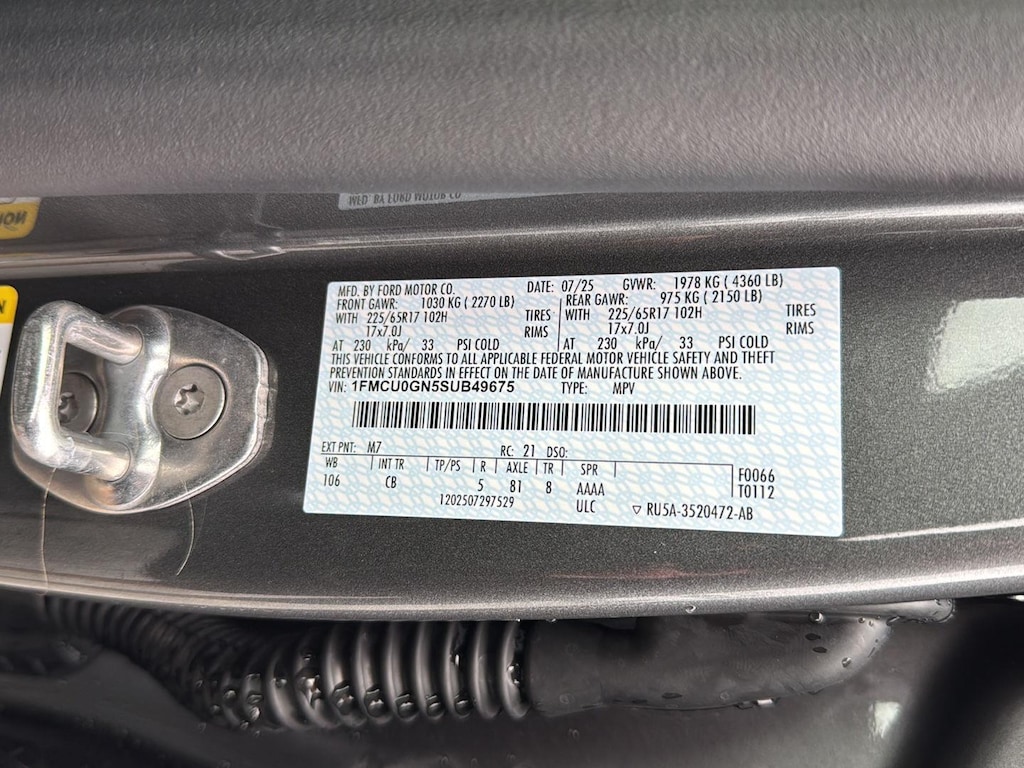 MFD. BY FORD MOTOR CO. DATE: 07/25 GVWR: 1978 KG ( 4360 LB)
FRONT GAWR: 1030 KG ( 2270 LB) REAR GAWR: 975 KG ( 2150 LB)
WITH 225/65R17 102H TIRES WITH 225/65R17 102H TIRES
17x7.0J RIMS 17x7.0J RIMS
AT 230 kPa/ 33 PSI COLD AT 230 kPa/ 33 PSI COLD
THIS VEHICLE CONFORMS TO ALL APPLICABLE FEDERAL MOTOR VEHICLE SAFETY AND THEFT
PREVENTION STANDARDS IN EFFECT ON THE DATE OF MANUFACTURE SHOWN ABOVE.
VIN: 1FMCU0GN5SUB49675 TYPE: MPV
EXT PNT: M7 RC: 21 DSO:
WB INT TR TP/PS R AXLE TR SPR F0066
106 CB 5 81 8 AAAA T0112
1202507297529 ULC ▽ RU5A-3520472-AB